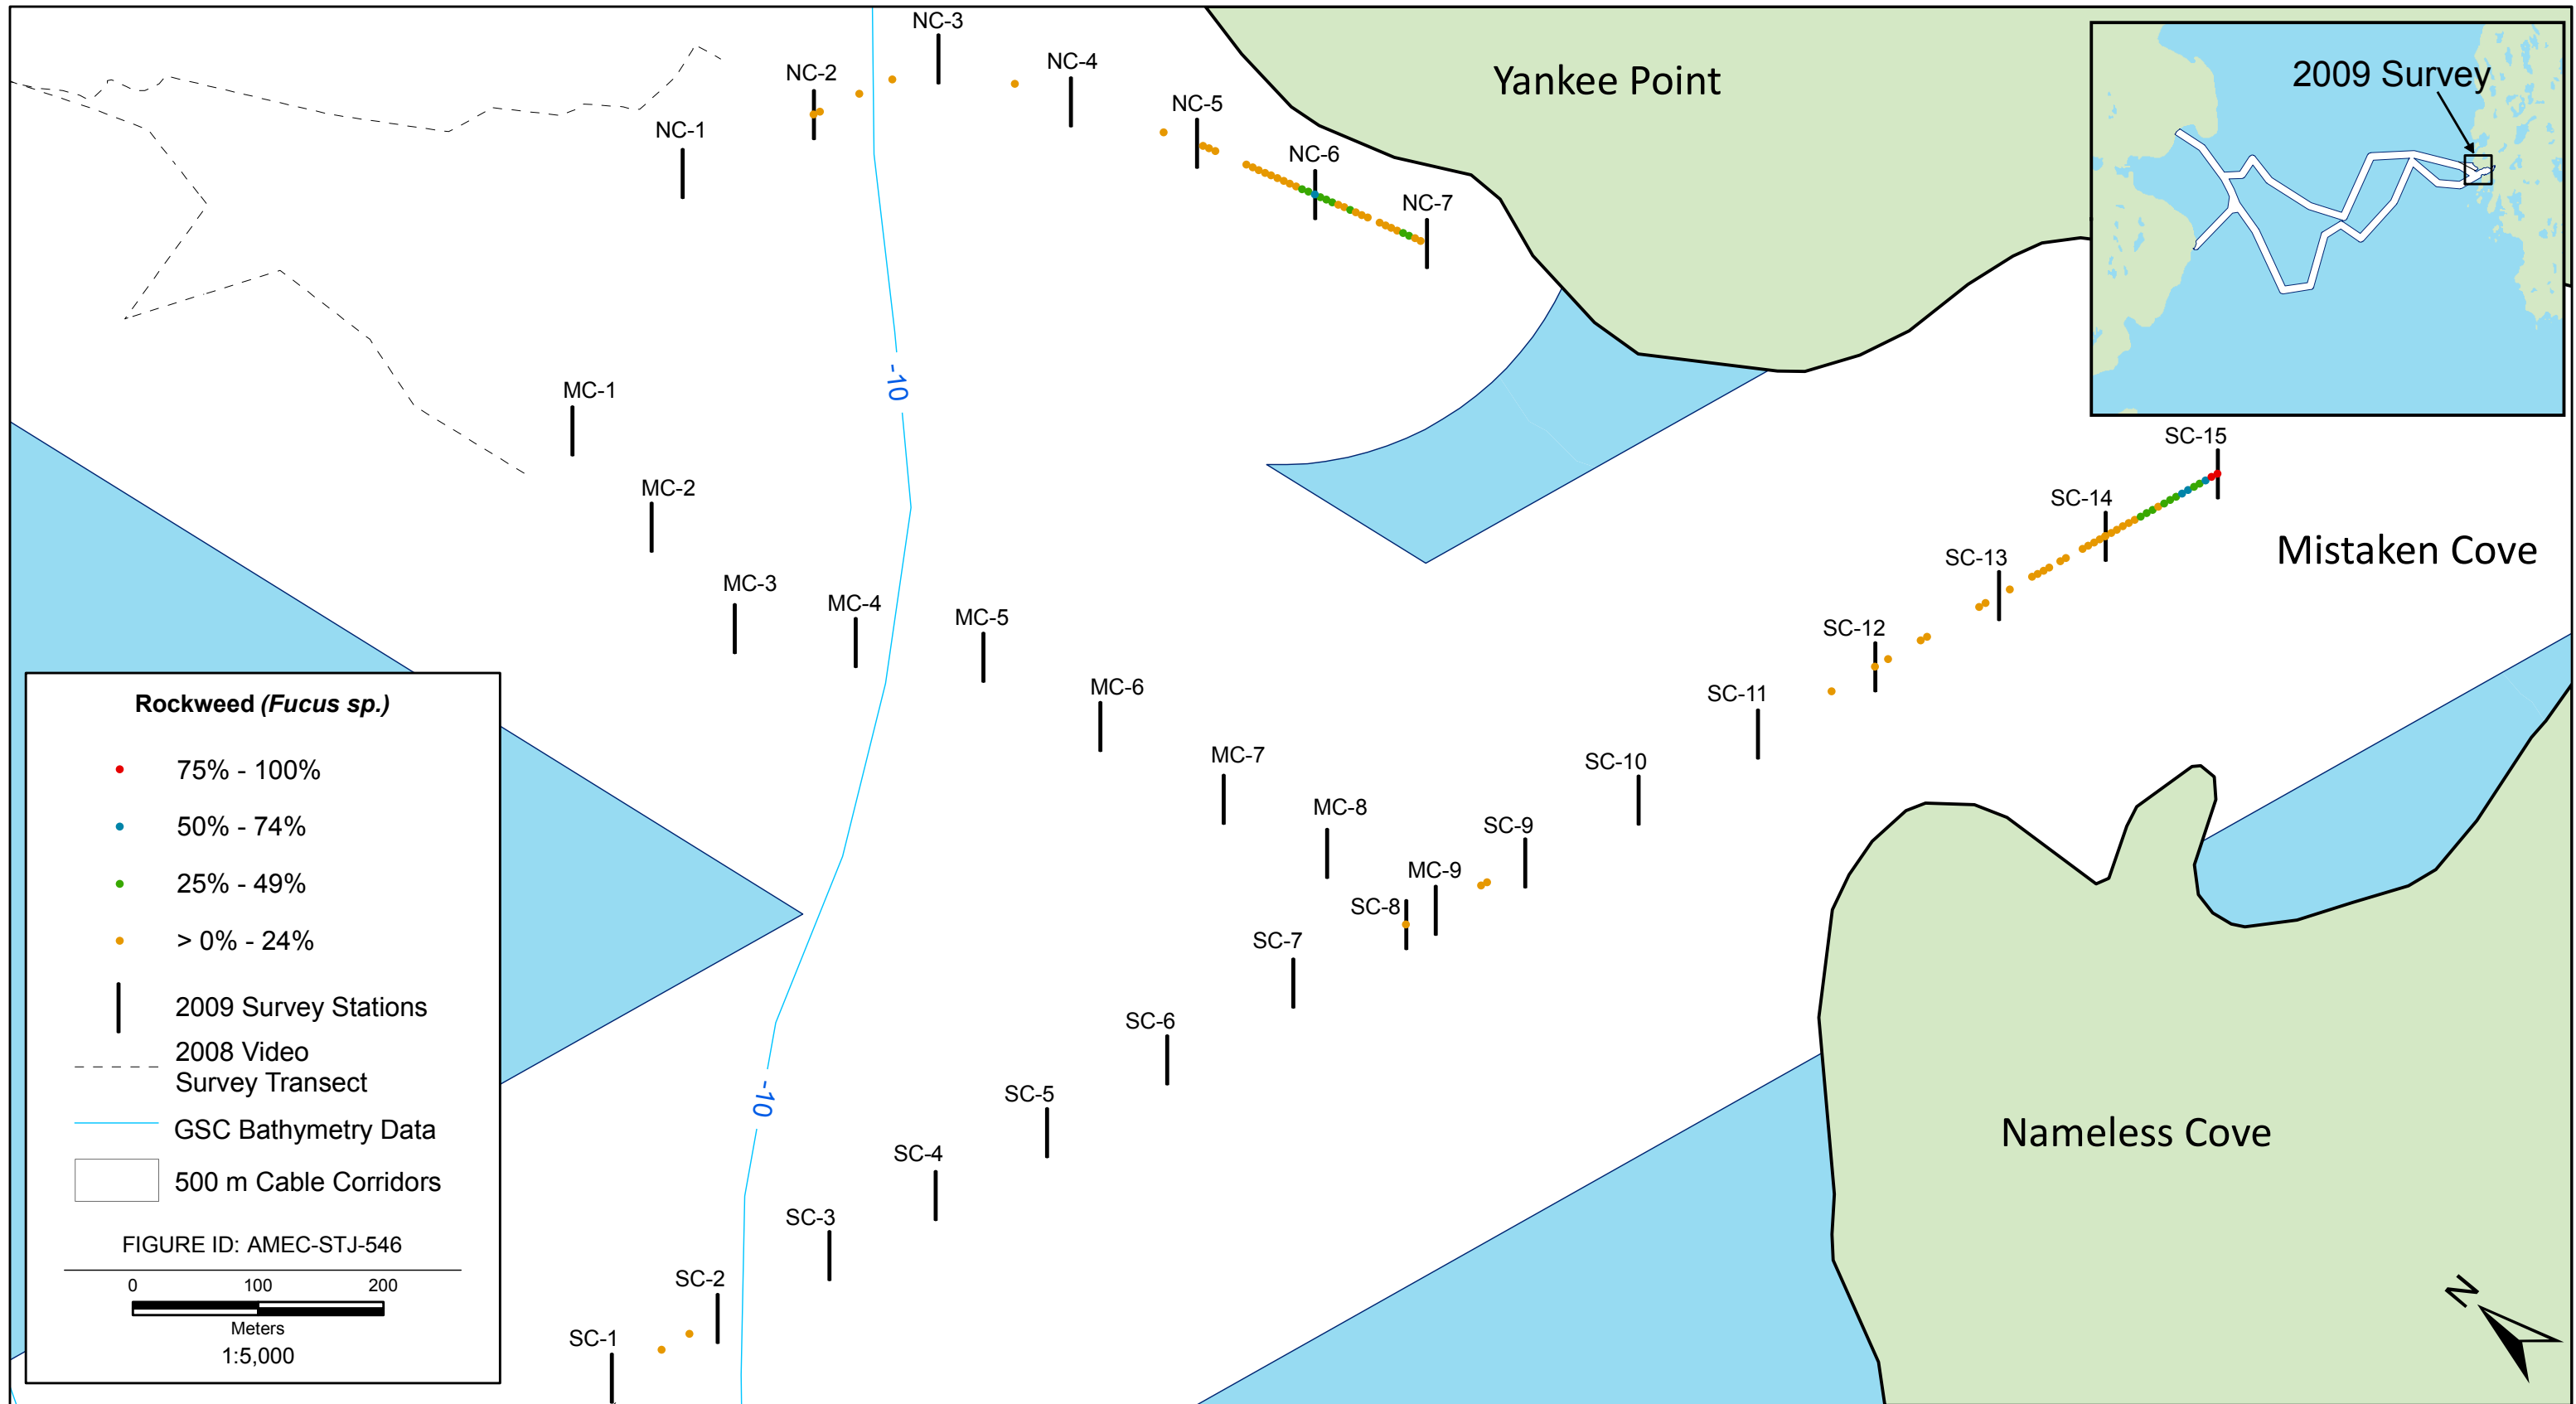 NC-3
NC-4
NC-2
NC-1
NC-5
NC-6
NC-7
Yankee Point
2009 Survey
-10
MC-1
MC-2
MC-3
MC-4
MC-5
MC-6
MC-7
MC-8
MC-9
SC-15
SC-14
SC-13
SC-12
SC-11
SC-10
SC-9
SC-8
SC-7
SC-6
SC-5
SC-4
SC-3
SC-2
SC-1
Mistaken Cove
Nameless Cove
-10
Rockweed (Fucus sp.)
75% - 100%
50% - 74%
25% - 49%
> 0% - 24%
2009 Survey Stations
2008 Video
Survey Transect
GSC Bathymetry Data
500 m Cable Corridors
FIGURE ID: AMEC-STJ-546
0 100 200
Meters
1:5,000
N